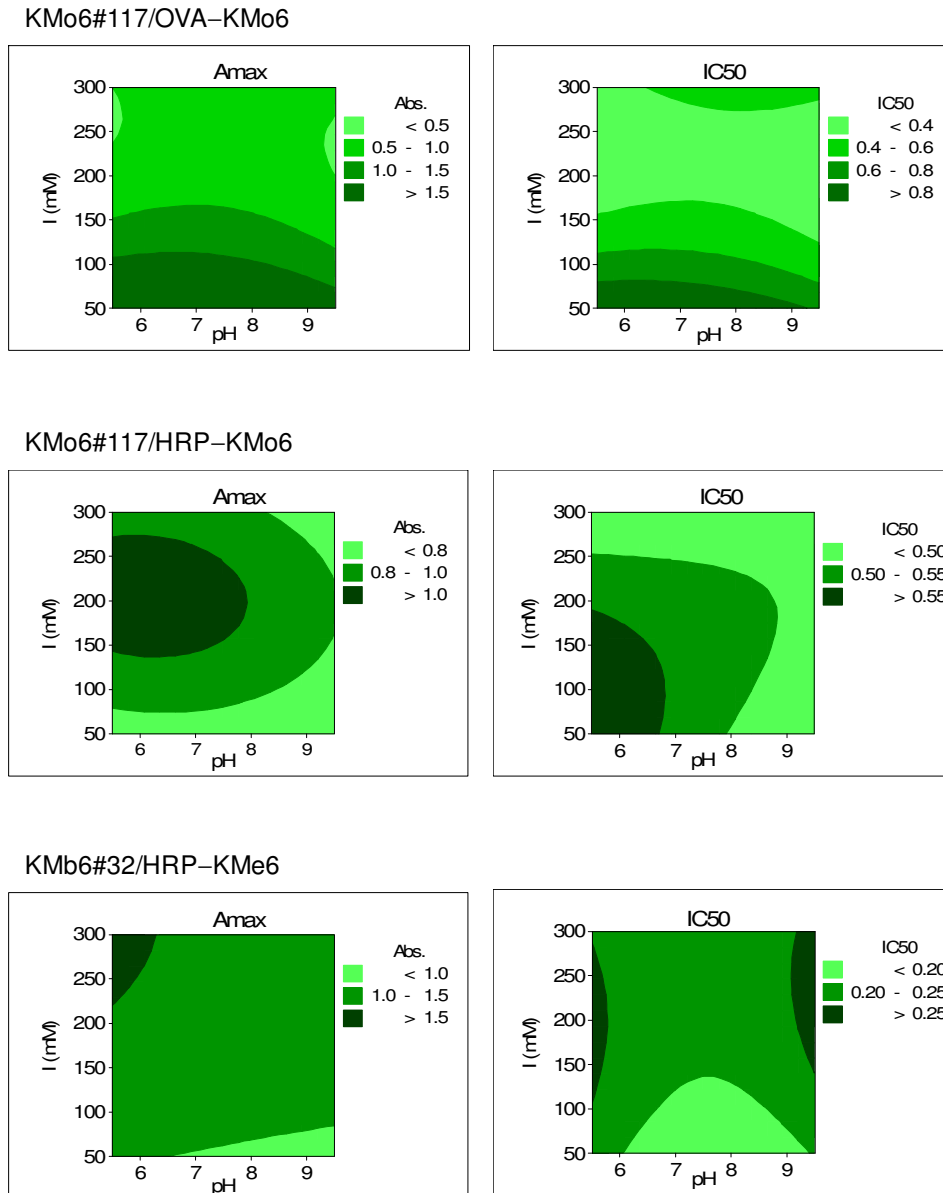 KMo6#117/OVA–KMo6
Amax
I (mM)
300
250
200
150
100
50
6 7 8 9
pH
Abs.
< 0.5
0.5 - 1.0
1.0 - 1.5
> 1.5
IC50
I (mM)
300
250
200
150
100
50
6 7 8 9
pH
IC50
< 0.4
0.4 - 0.6
0.6 - 0.8
> 0.8
KMo6#117/HRP–KMo6
Amax
I (mM)
300
250
200
150
100
50
6 7 8 9
pH
Abs.
< 0.8
0.8 - 1.0
> 1.0
IC50
I (mM)
300
250
200
150
100
50
6 7 8 9
pH
IC50
< 0.50
0.50 - 0.55
> 0.55
KMb6#32/HRP–KMe6
Amax
I (mM)
300
250
200
150
100
50
6 7 8 9
pH
Abs.
< 1.0
1.0 - 1.5
> 1.5
IC50
I (mM)
300
250
200
150
100
50
6 7 8 9
pH
IC50
< 0.20
0.20 - 0.25
> 0.25